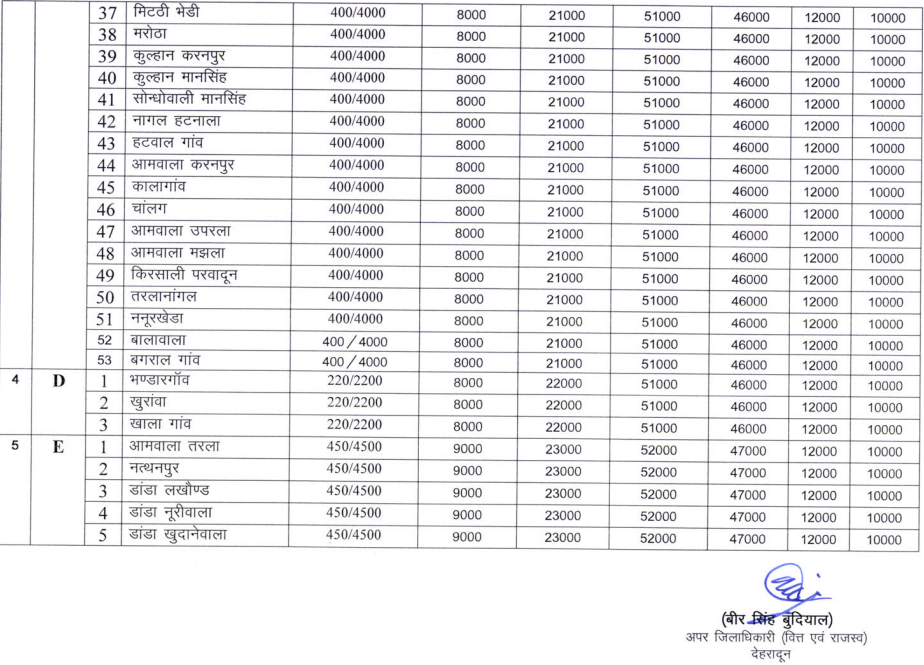 37 मिटठी भेडी 400/4000 8000 21000 51000 46000 12000 10000
38 मरोठा 400/4000 8000 21000 51000 46000 12000 10000
39 कुल्हान करनपुर 400/4000 8000 21000 51000 46000 12000 10000
40 कुल्हान मानसिंह 400/4000 8000 21000 51000 46000 12000 10000
41 सोन्धोवाली मानसिंह 400/4000 8000 21000 51000 46000 12000 10000
42 नागल हटनाला 400/4000 8000 21000 51000 46000 12000 10000
43 हटवाल गांव 400/4000 8000 21000 51000 46000 12000 10000
44 आमवाला करनपुर 400/4000 8000 21000 51000 46000 12000 10000
45 कालागांव 400/4000 8000 21000 51000 46000 12000 10000
46 चांलग 400/4000 8000 21000 51000 46000 12000 10000
47 आमवाला उपरला 400/4000 8000 21000 51000 46000 12000 10000
48 आमवाला मझला 400/4000 8000 21000 51000 46000 12000 10000
49 किरसाली परवादून 400/4000 8000 21000 51000 46000 12000 10000
50 तरलानांगल 400/4000 8000 21000 51000 46000 12000 10000
51 ननूरखेडा 400/4000 8000 21000 51000 46000 12000 10000
52 बालावाला 400 / 4000 8000 21000 51000 46000 12000 10000
53 बगराल गांव 400 / 4000 8000 21000 51000 46000 12000 10000
4 D 1 भण्डारगॉव 220/2200 8000 22000 51000 46000 12000 10000
2 खुरांवा 220/2200 8000 22000 51000 46000 12000 10000
3 खाला गांव 220/2200 8000 22000 51000 46000 12000 10000
5 E 1 आमवाला तरला 450/4500 9000 23000 52000 47000 12000 10000
2 नत्थनपुर 450/4500 9000 23000 52000 47000 12000 10000
3 डांडा लखौण्ड 450/4500 9000 23000 52000 47000 12000 10000
4 डांडा नूरीवाला 450/4500 9000 23000 52000 47000 12000 10000
5 डांडा खुदानेवाला 450/4500 9000 23000 52000 47000 12000 10000
(बीर सिंह बुदियाल)
अपर जिलाधिकारी (वित्त एवं राजस्व)
देहरादून